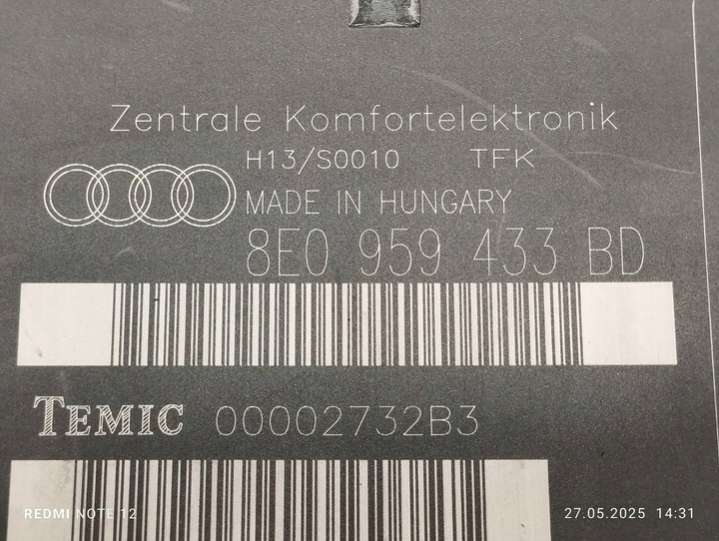 Zentrale Komfortelektronik
H13/S0010 TFK
MADE IN HUNGARY
8E0 959 433 BD
TEMIC 00002732B3
REDMI NOTE 12
27.05.2025 14:31